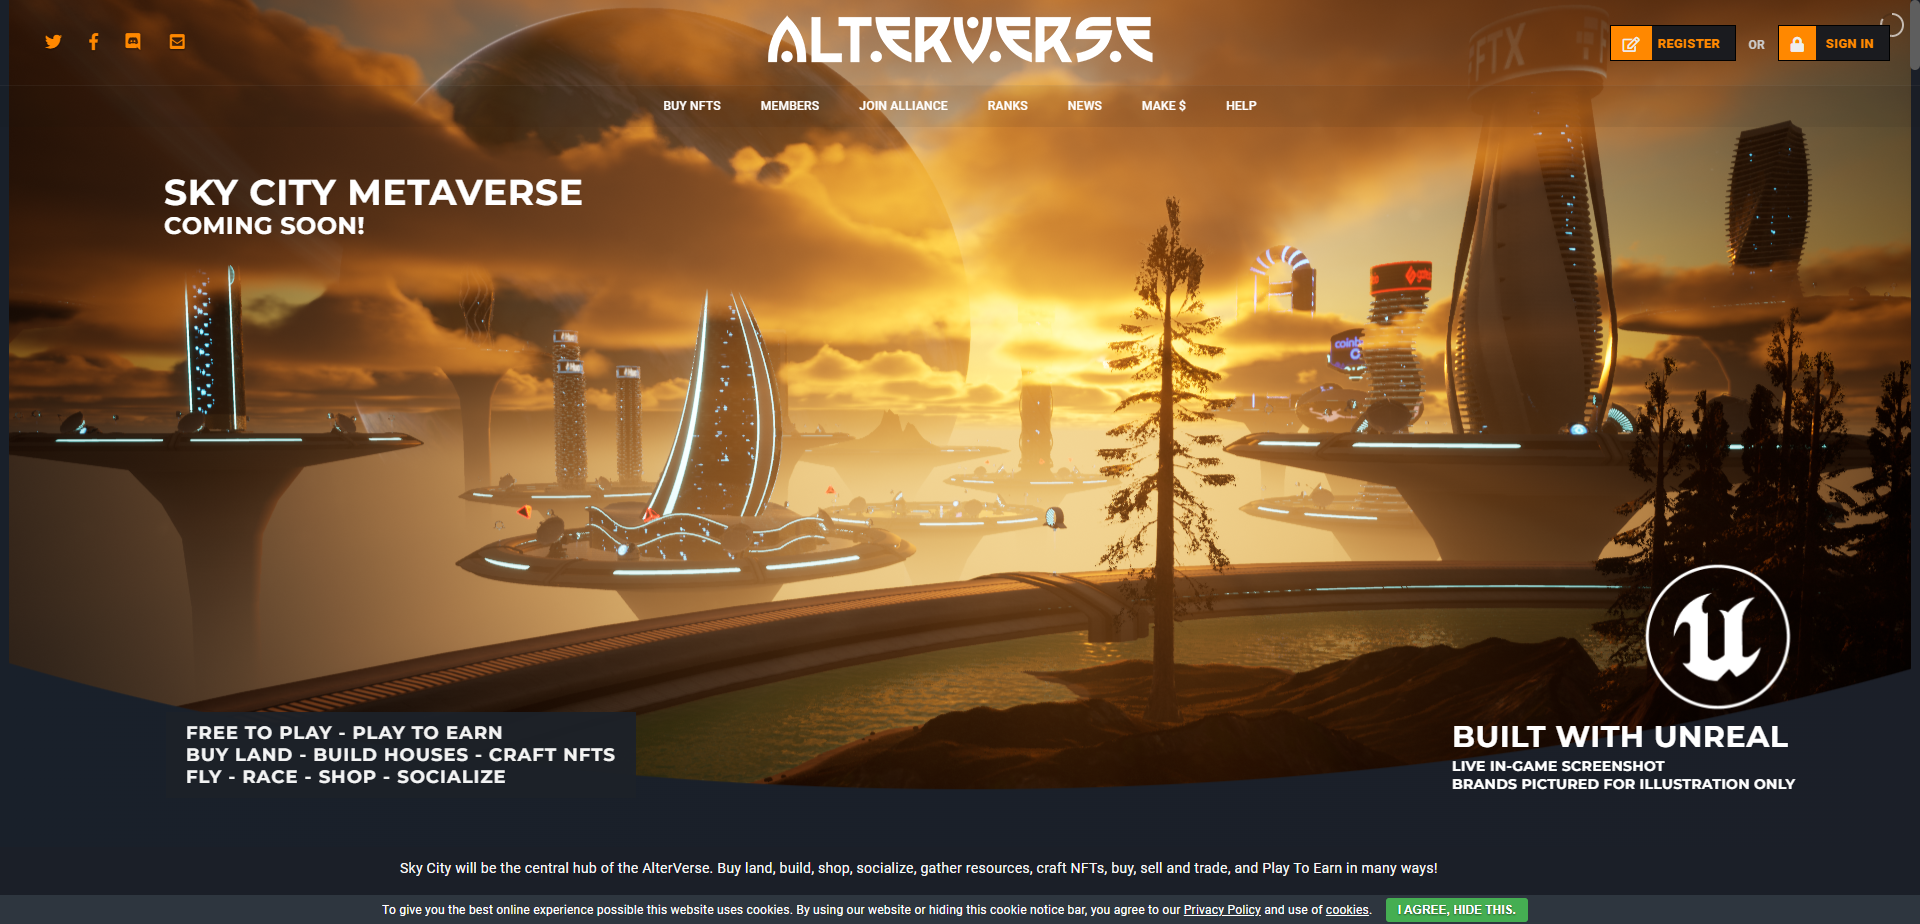 ALTERVERSE
REGISTER OR SIGN IN
BUY NFTS MEMBERS JOIN ALLIANCE RANKS NEWS MAKE $ HELP
FTX
SKY CITY METAVERSE
COMING SOON!
FREE TO PLAY - PLAY TO EARN
BUY LAND - BUILD HOUSES - CRAFT NFTS
FLY - RACE - SHOP - SOCIALIZE
BUILT WITH UNREAL
LIVE IN-GAME SCREENSHOT
BRANDS PICTURED FOR ILLUSTRATION ONLY
Sky City will be the central hub of the AlterVerse. Buy land, build, shop, socialize, gather resources, craft NFTs, buy, sell and trade, and Play To Earn in many ways!
To give you the best online experience possible this website uses cookies. By using our website or hiding this cookie notice bar, you agree to our Privacy Policy and use of cookies. I AGREE, HIDE THIS.